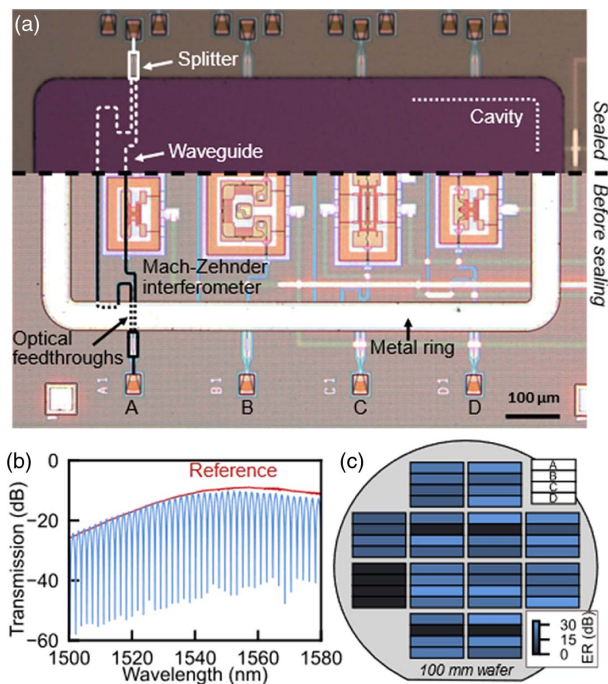 (a)
Splitter
Cavity
Waveguide
Sealed
Before sealing
Mach-Zehnder
interferometer
Optical
feedthroughs
Metal ring
A1
B1
C1
D1
A
B
C
D
100 µm
(b)
Reference
0
−20
−40
−60
Transmission (dB)
1500
1520
1540
1560
1580
Wavelength (nm)
(c)
A
B
C
D
30
15
0
ER (dB)
100 mm wafer